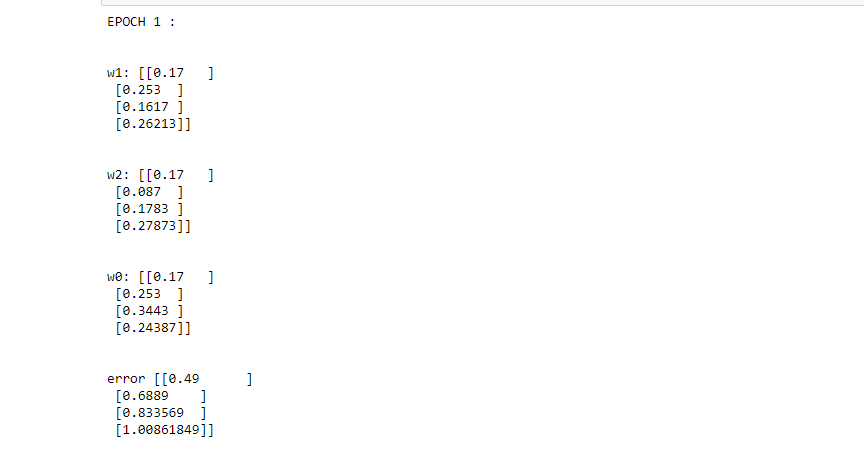 EPOCH 1 :
w1: [[0.17   ]
 [0.253  ]
 [0.1617 ]
 [0.26213]]
w2: [[0.17   ]
 [0.087  ]
 [0.1783 ]
 [0.27873]]
w0: [[0.17   ]
 [0.253  ]
 [0.3443 ]
 [0.24387]]
error [[0.49      ]
 [0.6889    ]
 [0.833569  ]
 [1.00861849]]